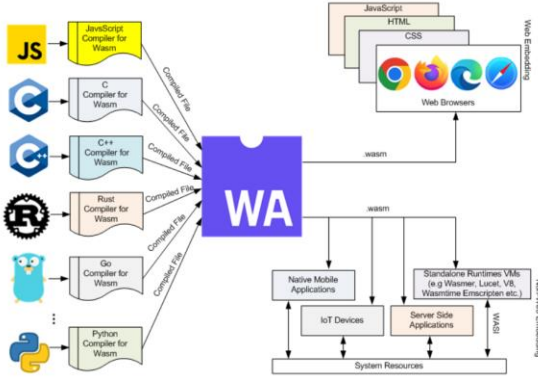 JS
JavsScript
Compiler for
Wasm
Compiled File
C
C
Compiler for
Wasm
Compiled File
C++
C++
Compiler for
Wasm
Compiled File
R
Rust
Compiler for
Wasm
Compiled File
Go
Compiler for
Wasm
Compiled File
...
Python
Compiler for
Wasm
Compiled File
WA
JavaScript
HTML
CSS
Web Browsers
Web Embedding
.wasm
.wasm
Native Mobile
Applications
IoT Devices
Server Side
Applications
Standalone Runtimes VMs
(e.g Wasmer, Lucet, V8,
Wasmtime Emscripten etc.)
WASI
System Resources